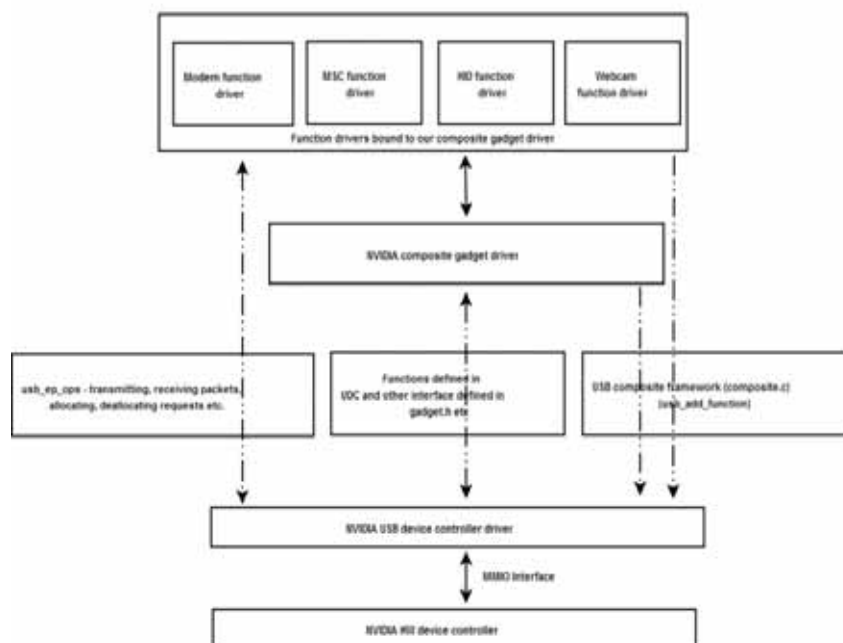 Modem function
driver
MSC function
driver
HID function
driver
Webcam
function driver
Function drivers bound to our composite gadget driver
NVIDIA composite gadget driver
usb_ep_ops - transmitting, receiving packets,
allocating, deallocating requests etc.
Functions defined in
UDC and other interface defined in
gadget.h etc
USB composite framework (composite.c)
(usb_add_function)
NVIDIA USB device controller driver
MIMO Interface
NVIDIA HW device controller